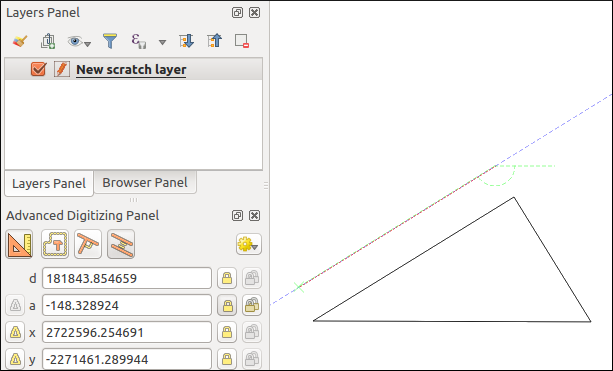 Layers Panel
ε
New scratch layer
Layers Panel
Browser Panel
Advanced Digitizing Panel
d 181843.854659
a -148.328924
x 2722596.254691
y -2271461.289944